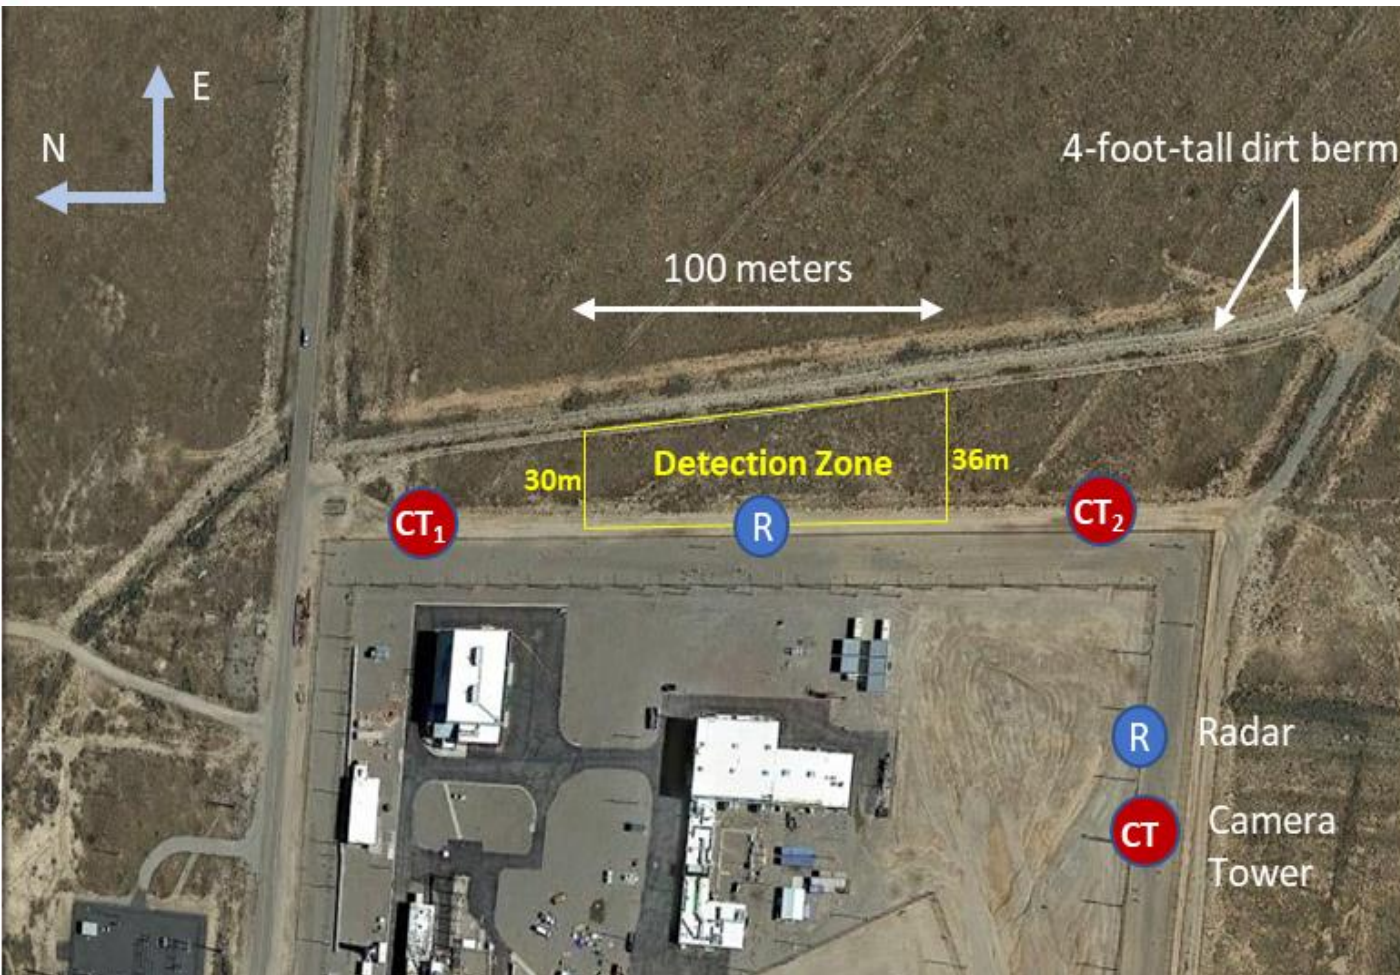 E
N
4-foot-tall dirt berm
100 meters
30m
Detection Zone
36m
CT₁
R
CT₂
R
Radar
CT
Camera
Tower